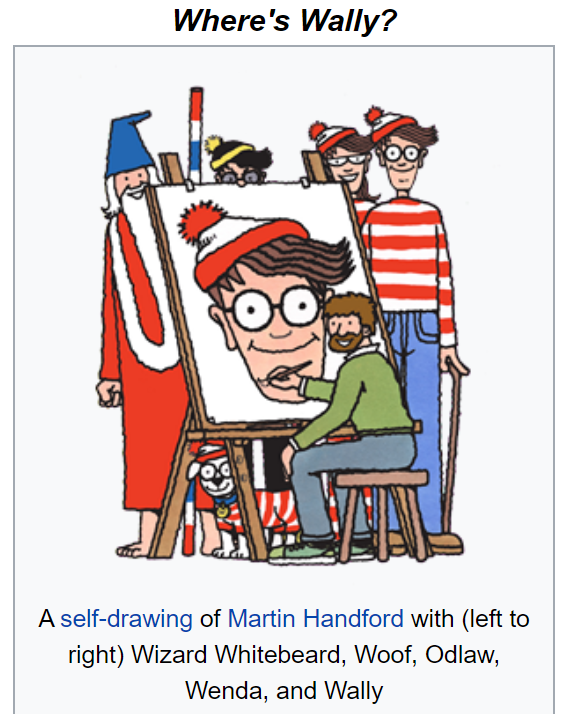 Where's Wally?
A self-drawing of Martin Handford with (left to
right) Wizard Whitebeard, Woof, Odlaw,
Wenda, and Wally